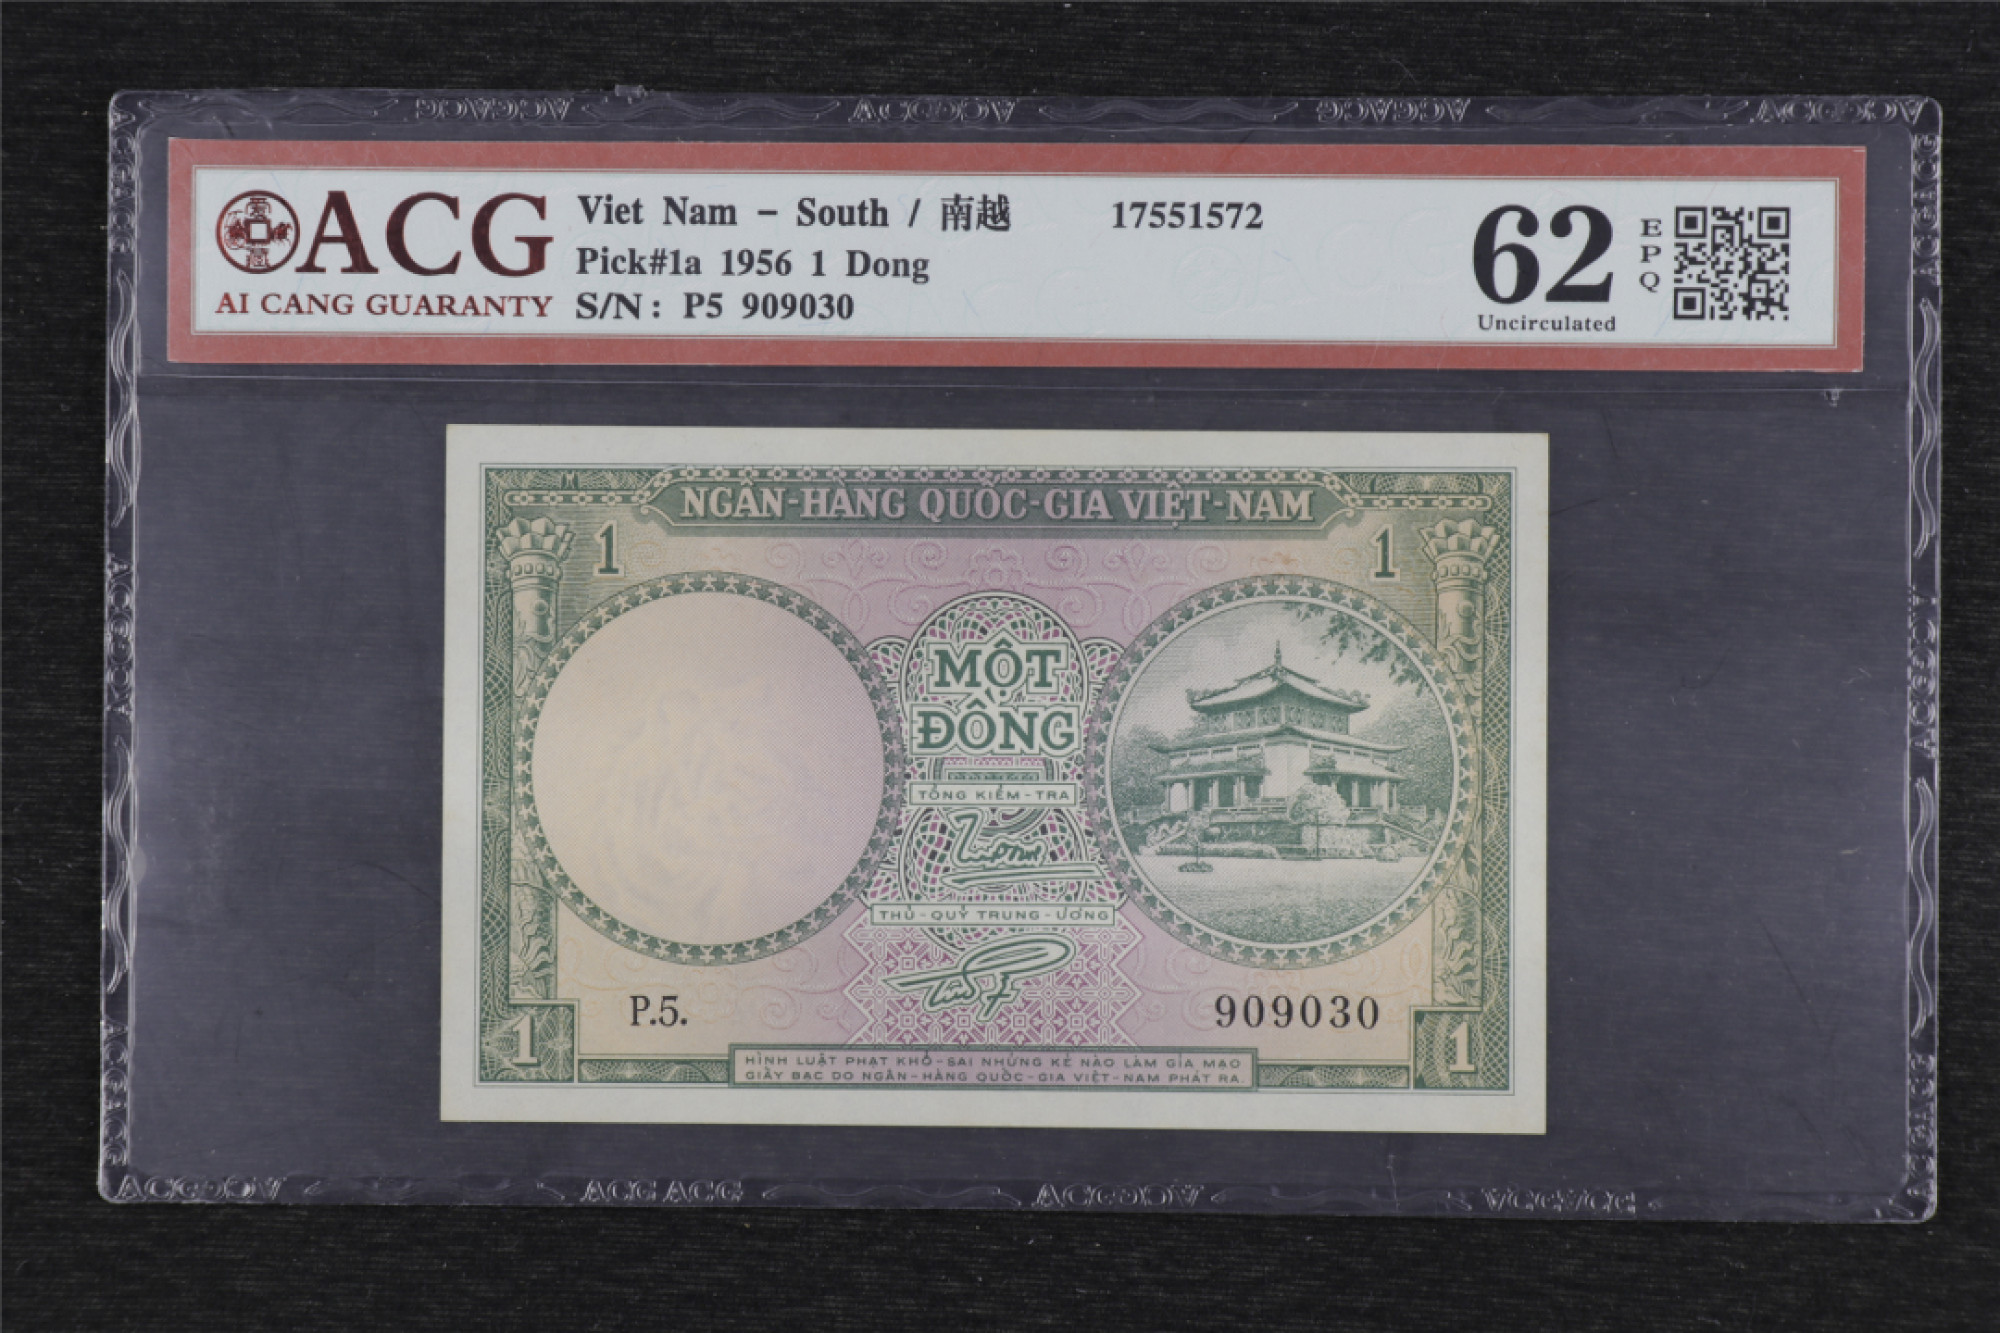 ACG
AI CANG GUARANTY
Viet Nam - South / 南越
17551572
Pick#1a 1956 1 Dong
S/N: P5 909030
62
EPQ
Uncirculated
NGÂN-HÀNG QUỐC-GIA VIỆT-NAM
1
1
MỘT
ĐỒNG
TỔNG KIỂM-TRA
THỦ-QUỸ TRUNG-ƯƠNG
P.5.
909030
1
1
HÌNH LUẬT PHẠT KHỔ-SAI NHỮNG KẺ NÀO LÀM GIẢ MẠO
GIẤY BẠC DO NGÂN-HÀNG QUỐC-GIA VIỆT-NAM PHÁT RA.